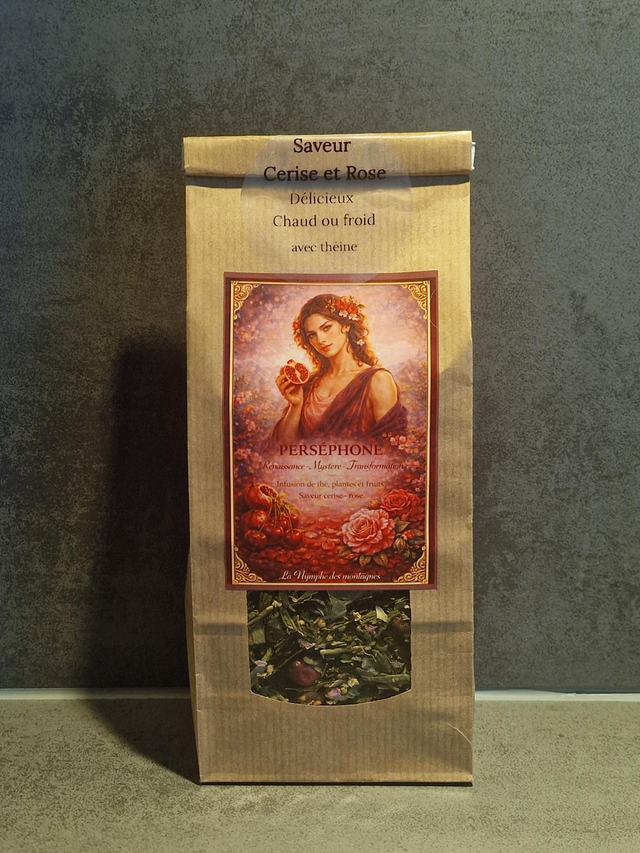 Saveur
Cerise et Rose
Délicieux
Chaud ou froid
avec théine
PERSÉPHONE
Renaissance - Mystere - Transformation
Infusion de thé, plantes et fruits
Saveur cerise - rose
La Nymphe des montagnes